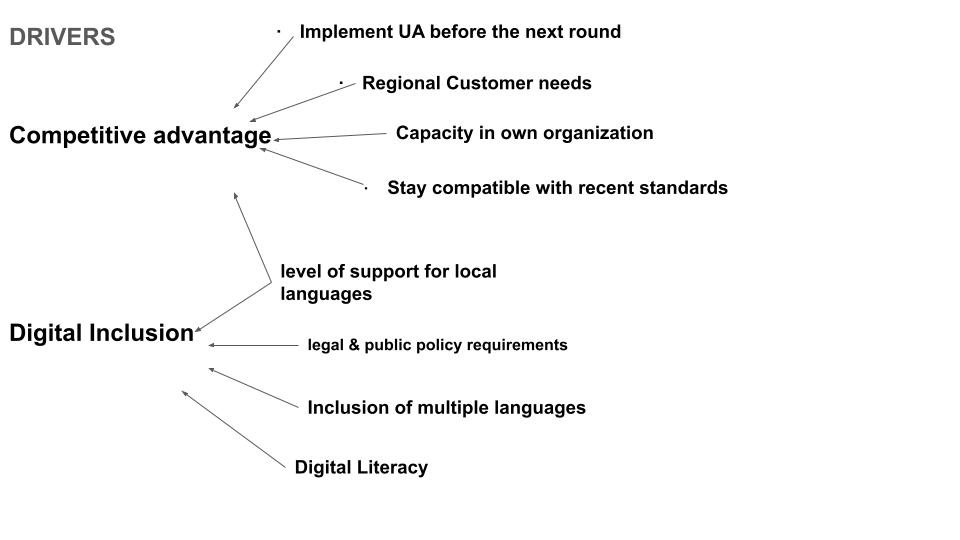 DRIVERS
· Implement UA before the next round
· Regional Customer needs
Competitive advantage
Capacity in own organization
· Stay compatible with recent standards
level of support for local
languages
Digital Inclusion
legal & public policy requirements
Inclusion of multiple languages
Digital Literacy